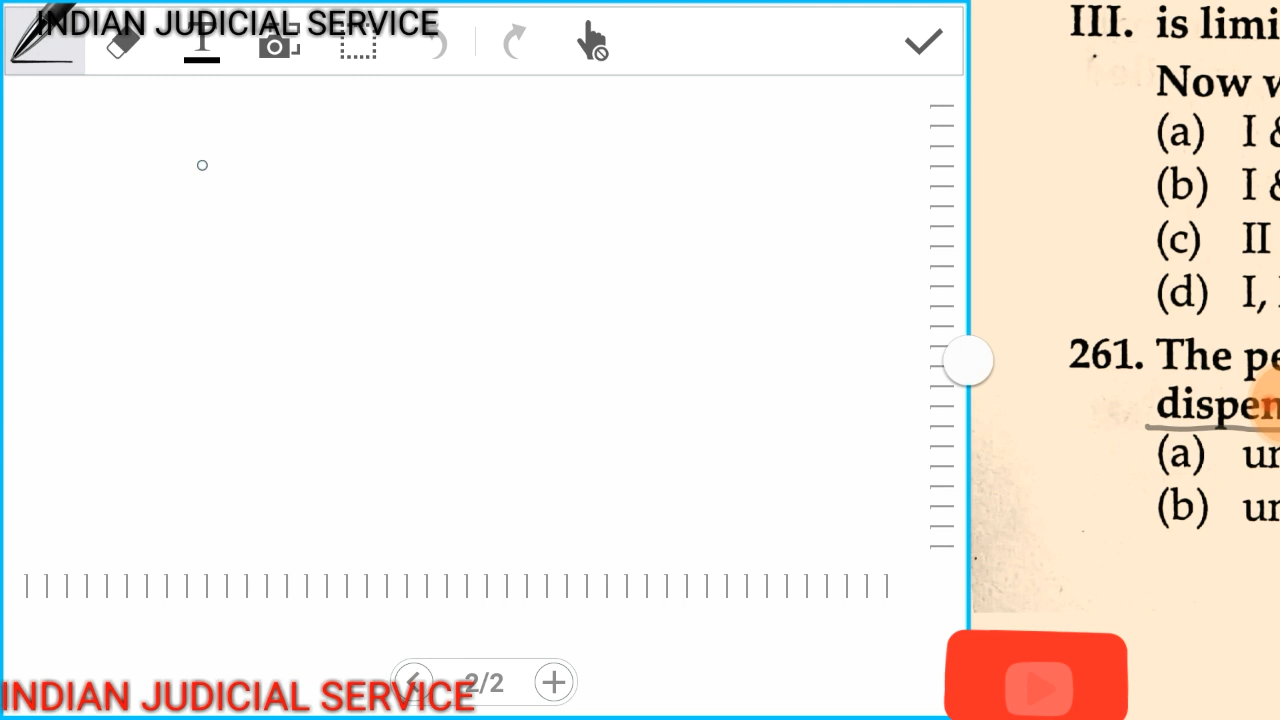 INDIAN JUDICIAL SERVICE
T
2/2
INDIAN JUDICIAL SERVICE
III. is limi
Now w
(a) I &
(b) I &
(c) II
(d) I,
261. The pe
dispen
(a) un
(b) un